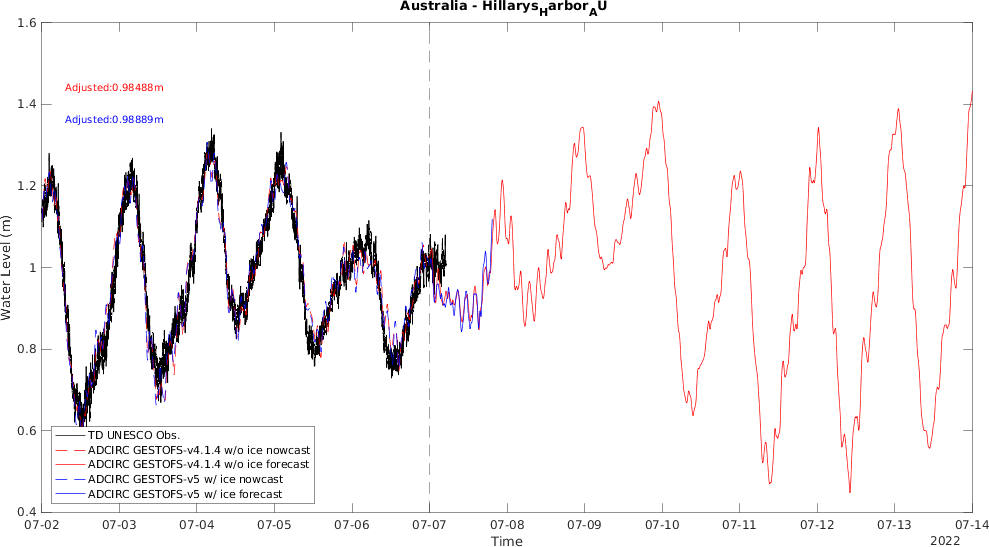 Australia - HillarysHarborAU
1.6
1.4
1.2
1
0.8
0.6
0.4
Water Level (m)
Adjusted:0.98488m
Adjusted:0.98889m
TD UNESCO Obs.
ADCIRC GESTOFS-v4.1.4 w/o ice nowcast
ADCIRC GESTOFS-v4.1.4 w/o ice forecast
ADCIRC GESTOFS-v5 w/ ice nowcast
ADCIRC GESTOFS-v5 w/ ice forecast
07-02 07-03 07-04 07-05 07-06 07-07 07-08 07-09 07-10 07-11 07-12 07-13 07-14
Time
2022